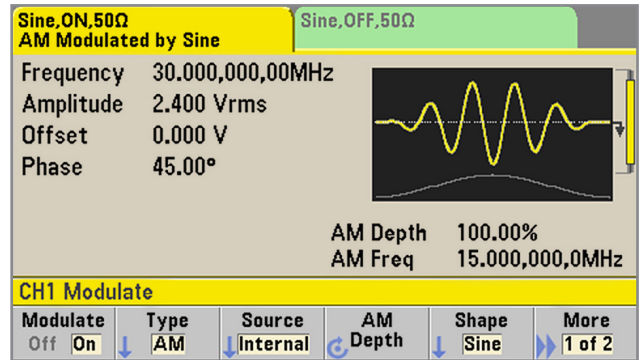 Sine,ON,50Ω
AM Modulated by Sine
Sine,OFF,50Ω
Frequency 30.000,000,00MHz
Amplitude 2.400 Vrms
Offset 0.000 V
Phase 45.00°
AM Depth 100.00%
AM Freq 15.000,000,0MHz
CH1 Modulate
Modulate Type Source AM Shape More
Off On AM Internal Depth Sine 1 of 2